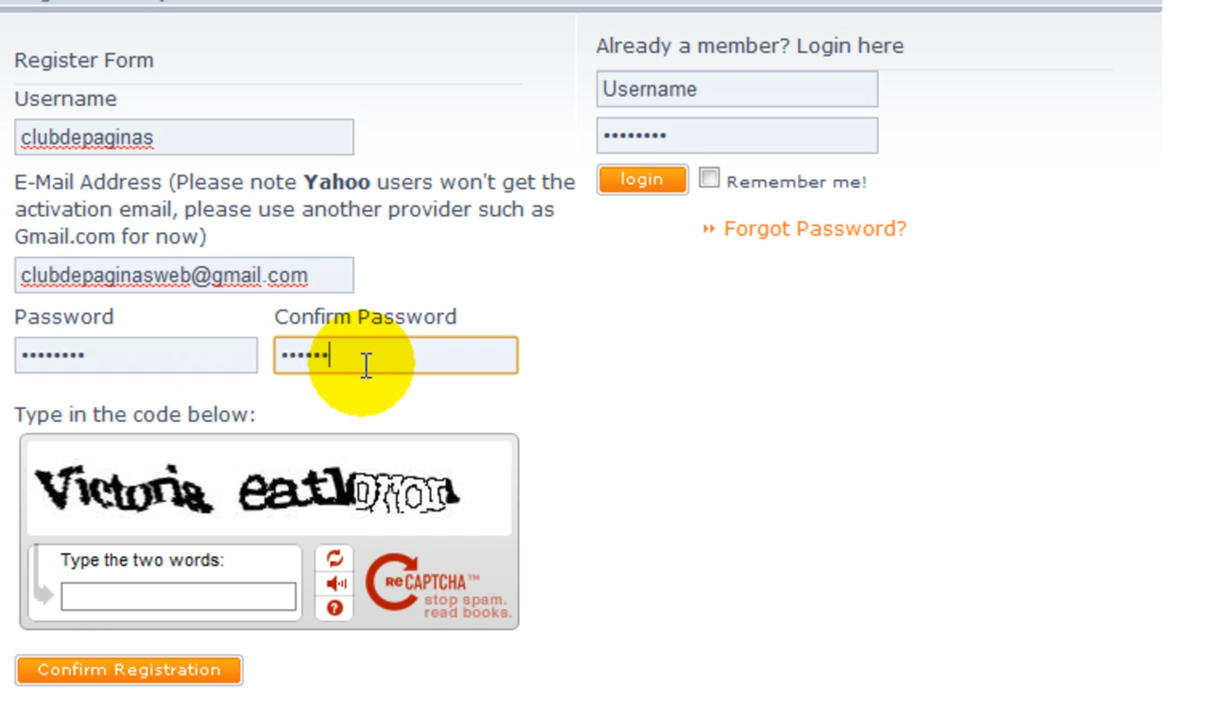 Register Form
Username
clubdepaginas
E-Mail Address (Please note Yahoo users won't get the
activation email, please use another provider such as
Gmail.com for now)
clubdepaginasweb@gmail.com
Password
Confirm Password
••••••••
••••••
Type in the code below:
Victoria
Type the two words:
reCAPTCHA™
stop spam.
read books.
Confirm Registration
Already a member? Login here
Username
••••••••
login
Remember me!
Forgot Password?